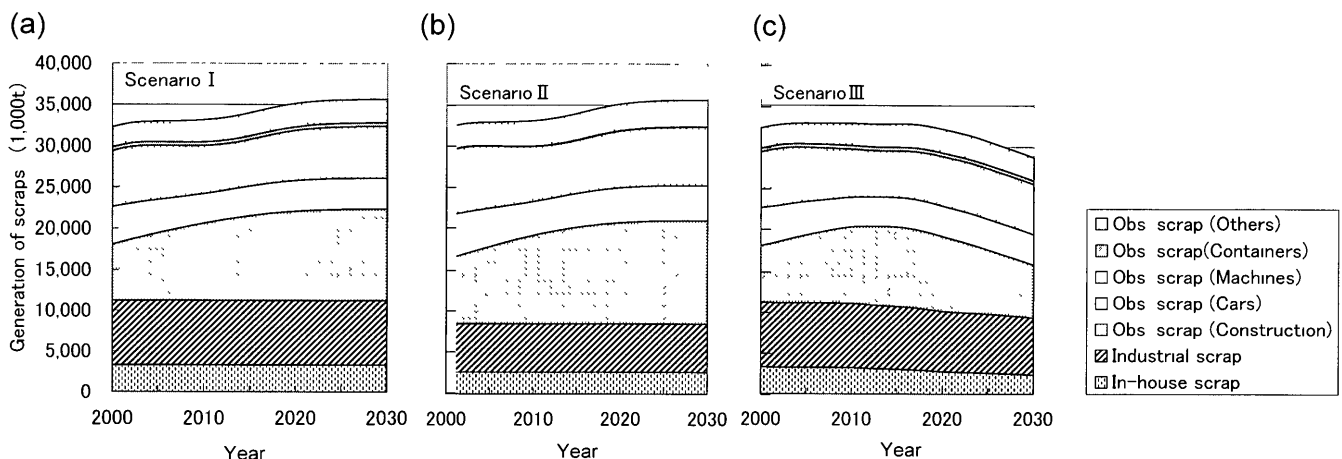 (a)
(b)
(c)
Generation of scraps (1,000t)
40,000
35,000
30,000
25,000
20,000
15,000
10,000
5,000
0
Scenario I
Scenario II
Scenario III
2000 2010 2020 2030
2000 2010 2020 2030
2000 2010 2020 2030
Year
Year
Year
Obs scrap (Others)
Obs scrap(Containers)
Obs scrap (Machines)
Obs scrap (Cars)
Obs scrap (Construction)
Industrial scrap
In-house scrap